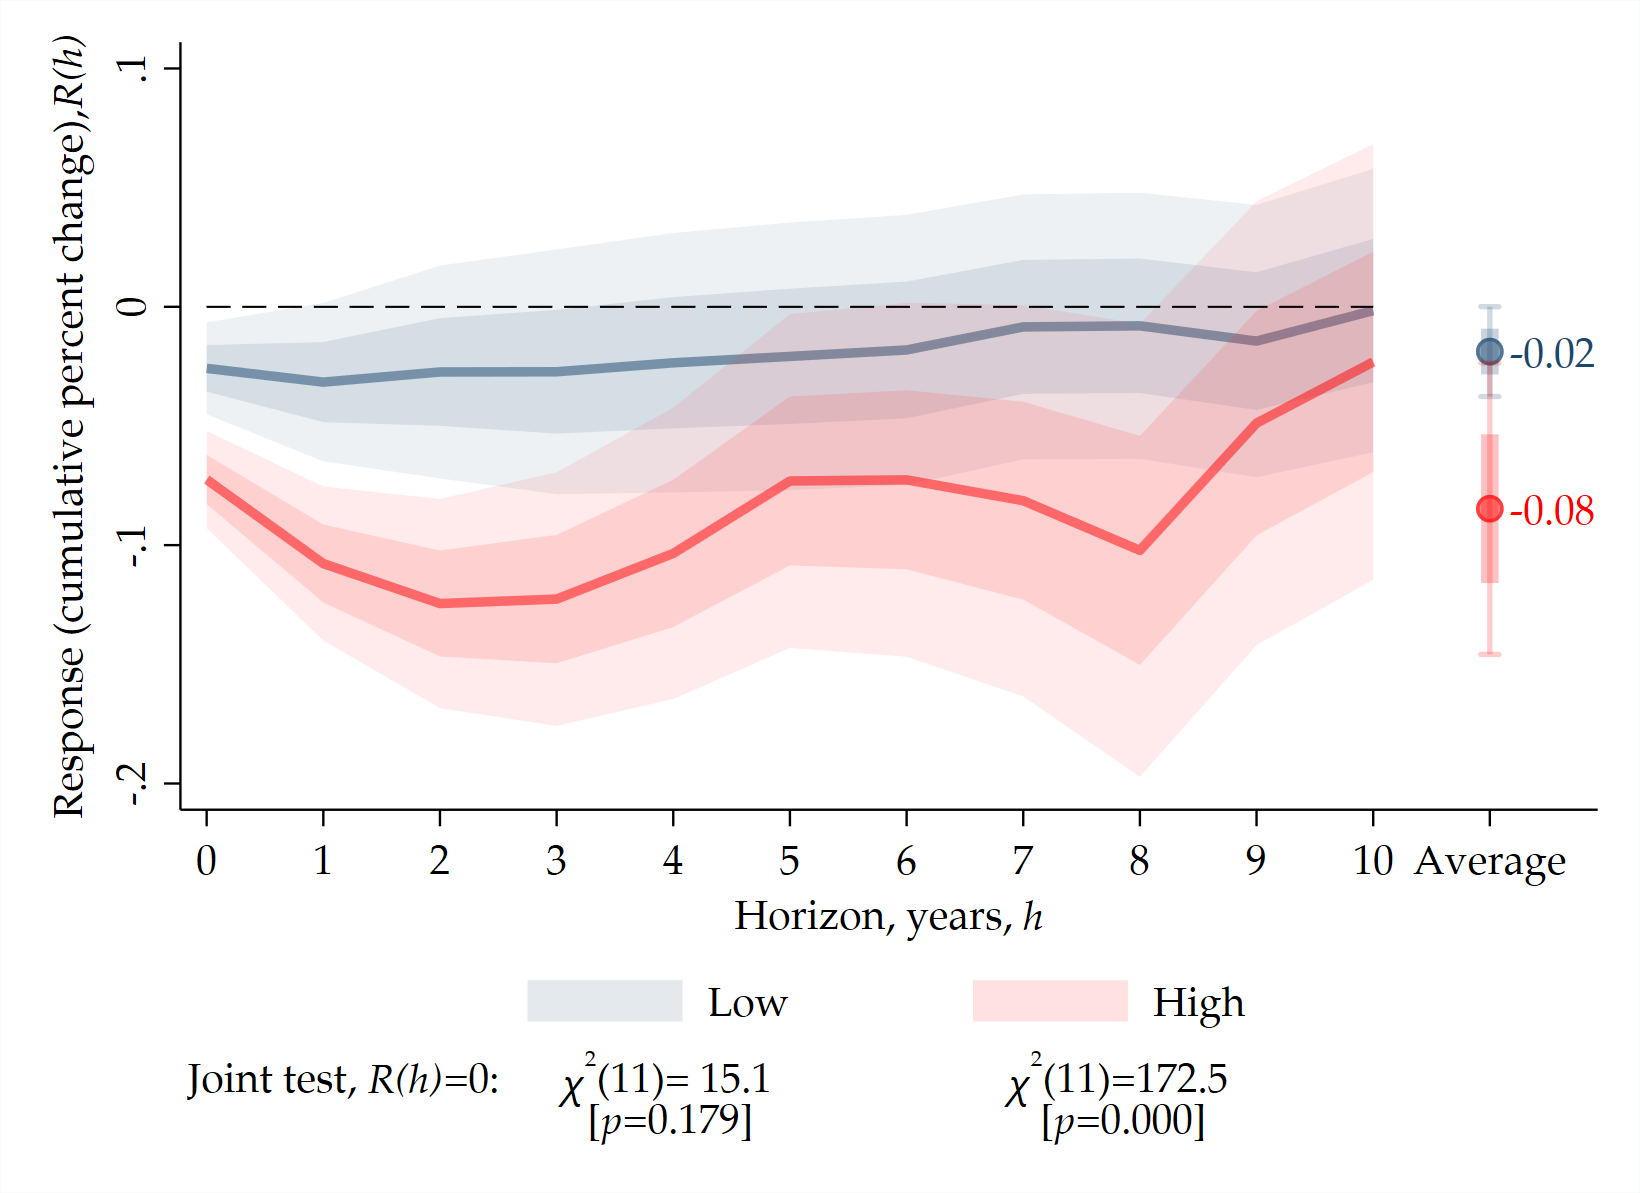 Response (cumulative percent change),R(h)
.1
0
-.1
-.2
-0.02
-0.08
0 1 2 3 4 5 6 7 8 9 10 Average
Horizon, years, h
Low High
Joint test, R(h)=0: χ²(11)= 15.1 χ²(11)=172.5
[p=0.179] [p=0.000]